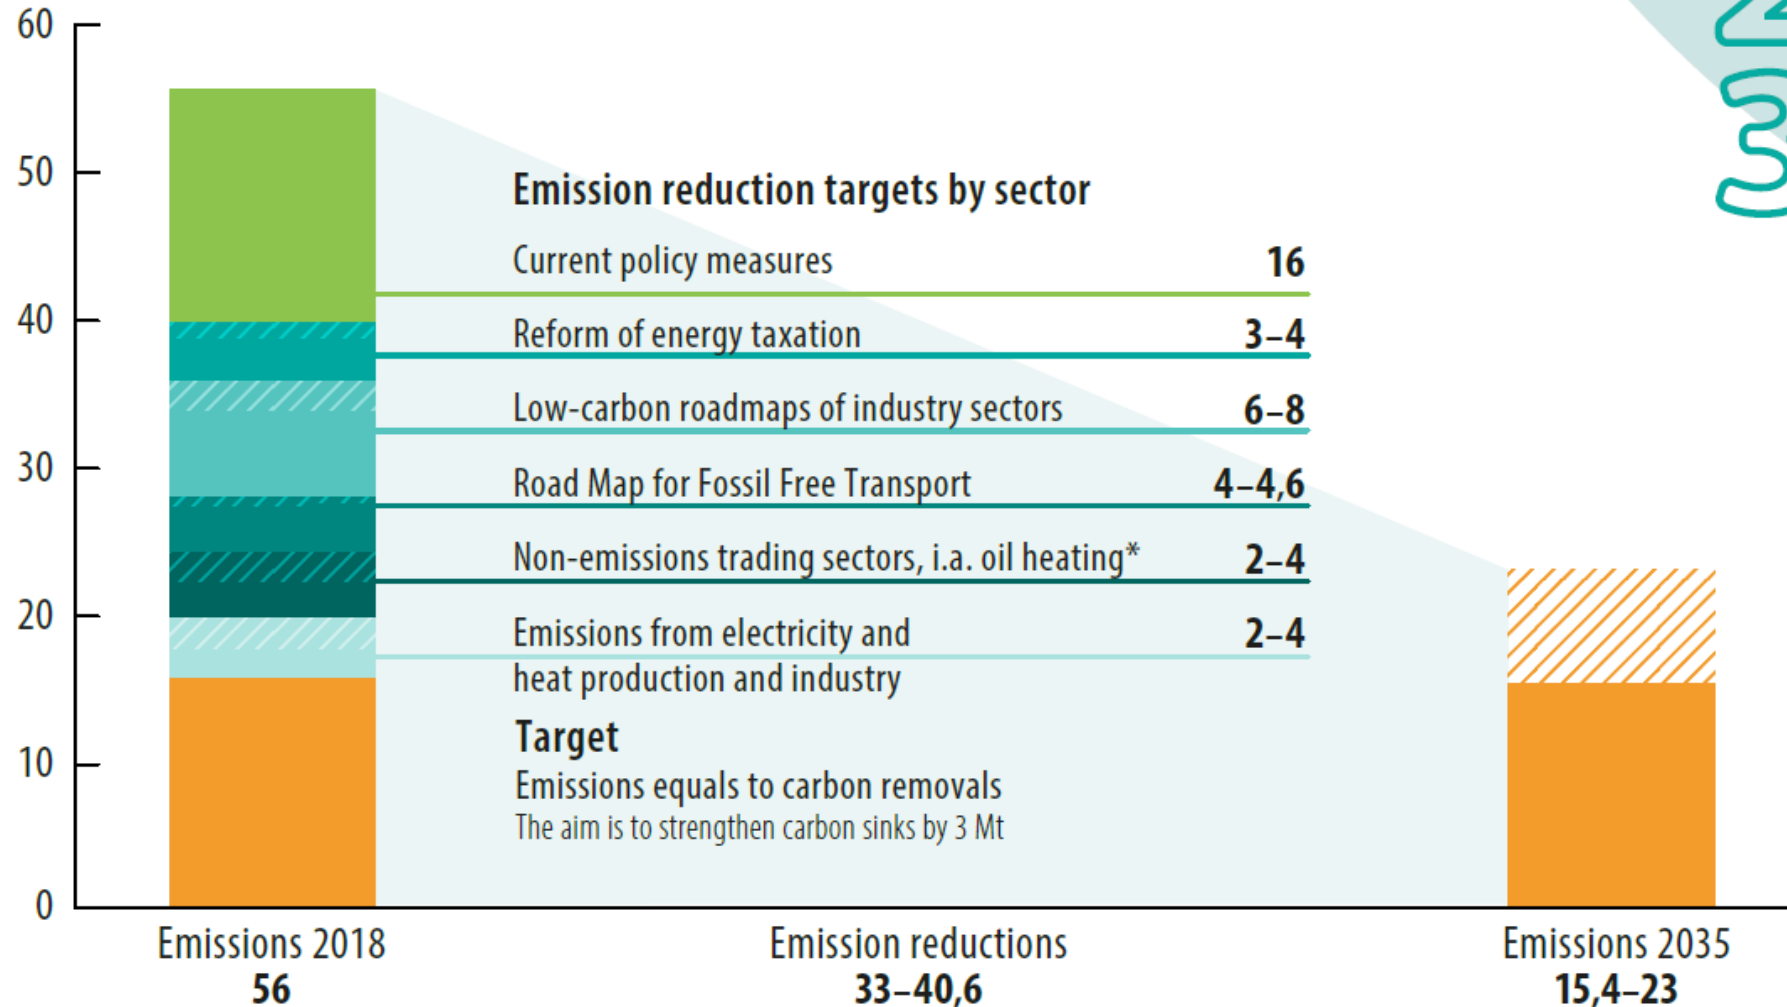 60
50
40
30
20
10
0
Emission reduction targets by sector
Current policy measures 16
Reform of energy taxation 3–4
Low-carbon roadmaps of industry sectors 6–8
Road Map for Fossil Free Transport 4–4,6
Non-emissions trading sectors, i.a. oil heating* 2–4
Emissions from electricity and 2–4
heat production and industry
Target
Emissions equals to carbon removals
The aim is to strengthen carbon sinks by 3 Mt
Emissions 2018
56
Emission reductions
33–40,6
Emissions 2035
15,4–23
2
3